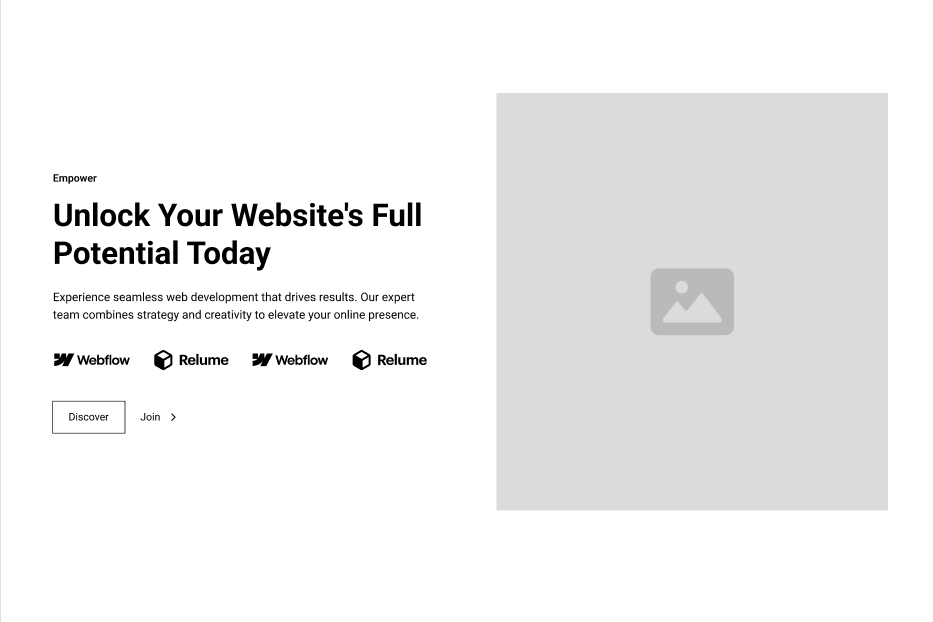 Empower
Unlock Your Website's Full
Potential Today
Experience seamless web development that drives results. Our expert
team combines strategy and creativity to elevate your online presence.
Webflow Relume Webflow Relume
Discover Join